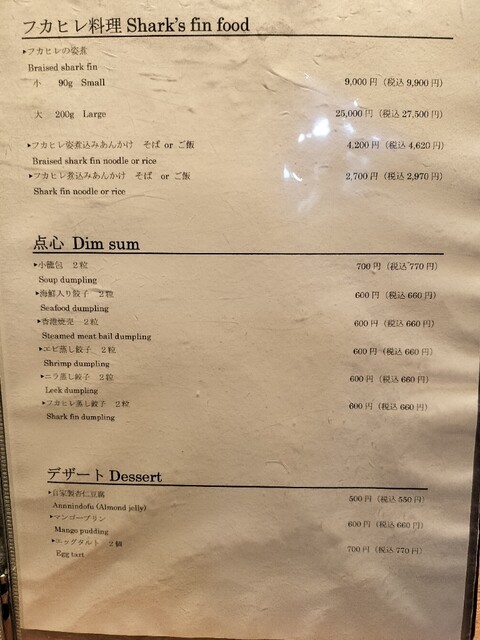 フカヒレ料理 Shark's fin food
▸フカヒレの姿煮
Braised shark fin
小 90g Small 9,000円（税込 9,900円）
大 200g Large 25,000円（税込 27,500円）
▸フカヒレ姿煮込みあんかけ そば or ご飯 4,200円（税込 4,620円）
Braised shark fin noodle or rice
▸フカヒレ煮込みあんかけ そば or ご飯 2,700円（税込 2,970円）
Shark fin noodle or rice
点心 Dim sum
▸小籠包 2粒 700円（税込 770円）
Soup dumpling
▸海鮮入り餃子 2粒 600円（税込 660円）
Seafood dumpling
▸香港焼売 2粒 600円（税込 660円）
Steamed meat ball dumpling
▸エビ蒸し餃子 2粒 600円（税込 660円）
Shrimp dumpling
▸ニラ蒸し餃子 2粒 600円（税込 660円）
Leek dumpling
▸フカヒレ蒸し餃子 2粒 600円（税込 660円）
Shark fin dumpling
デザート Dessert
▸自家製杏仁豆腐 500円（税込 550円）
Annnindofu (Almond jelly)
▸マンゴープリン 600円（税込 660円）
Mango pudding
▸エッグタルト 2個 700円（税込 770円）
Egg tart